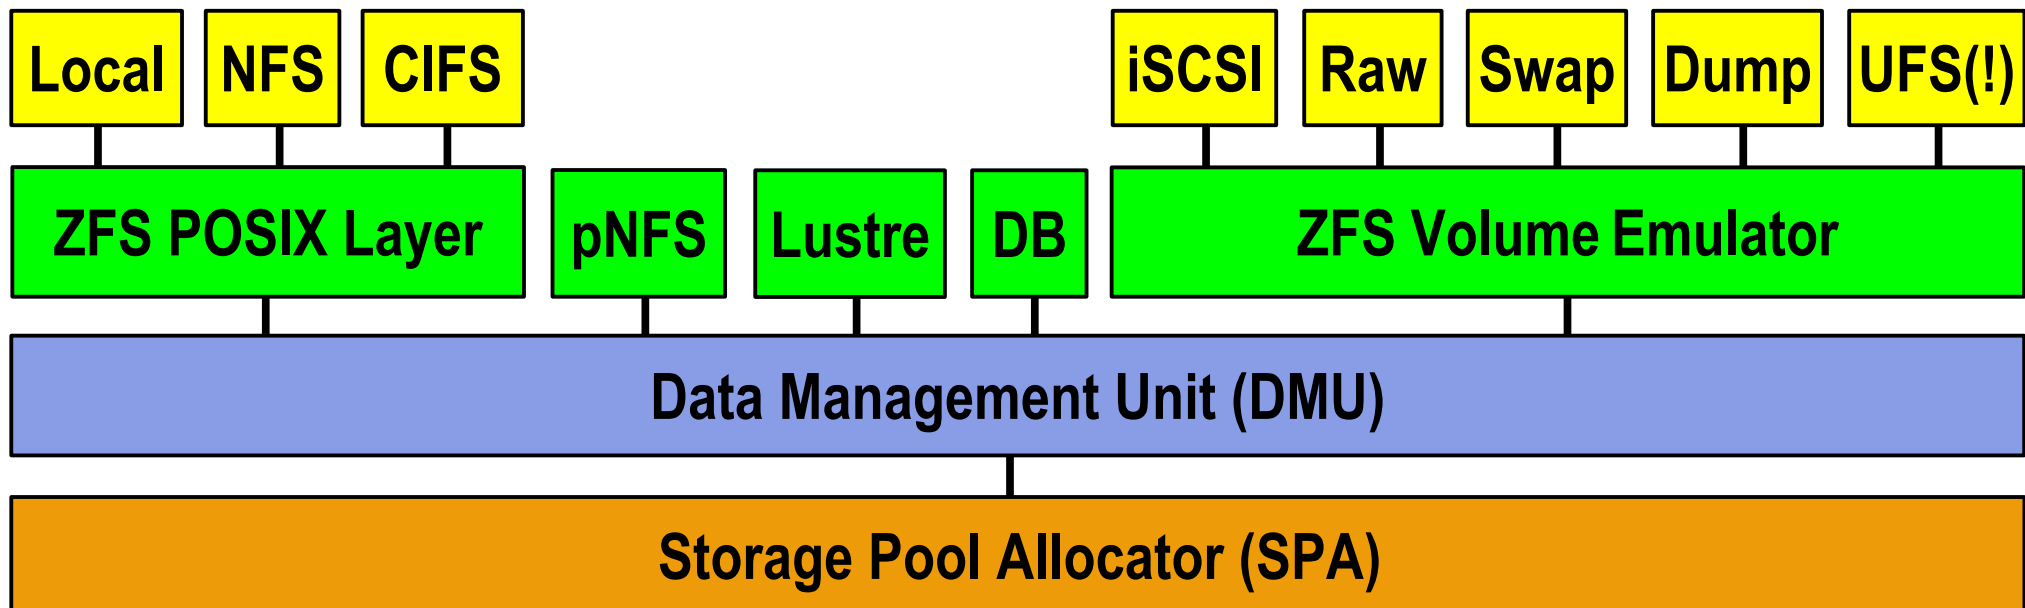 Local NFS CIFS iSCSI Raw Swap Dump UFS(!)
ZFS POSIX Layer pNFS Lustre DB ZFS Volume Emulator
Data Management Unit (DMU)
Storage Pool Allocator (SPA)